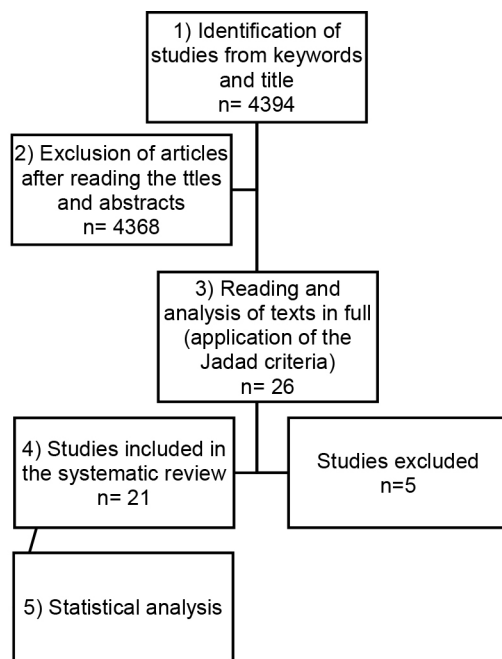 1) Identification of
studies from keywords
and title
n= 4394
2) Exclusion of articles
after reading the ttles
and abstracts
n= 4368
3) Reading and
analysis of texts in full
(application of the
Jadad criteria)
n= 26
4) Studies included in
the systematic review
n= 21
Studies excluded
n=5
5) Statistical analysis